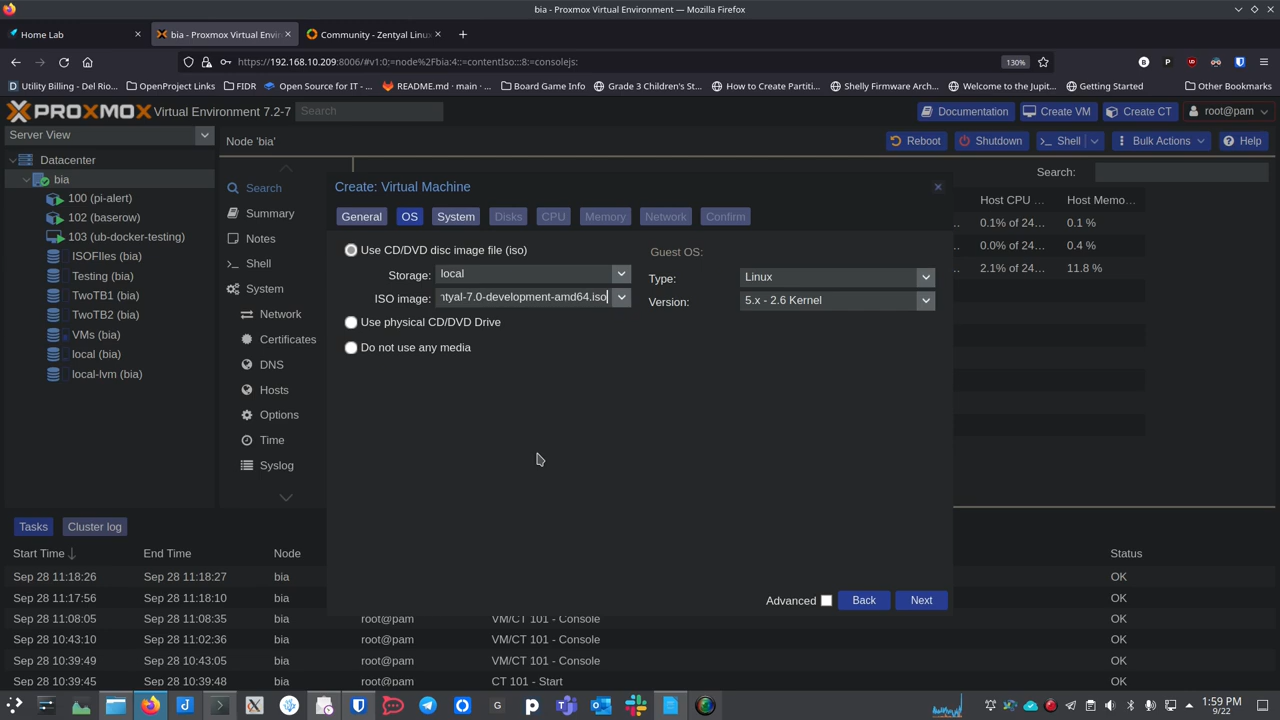 bia - Proxmox Virtual Environment — Mozilla Firefox
Home Lab
bia - Proxmox Virtual Envi
Community - Zentyal Linu
https://192.168.10.209:8006/#v1:0:=node%2Fbia:4::=contentIso:::8:=consolejs:
130%
Utility Billing - Del Rio...
OpenProject Links
FIDR
Open Source for IT - ...
README.md · main · ...
Board Game Info
Grade 3 Children's St...
How to Create Partiti...
Shelly Firmware Arch...
Welcome to the Jupit...
Getting Started
Other Bookmarks
PROXMOX Virtual Environment 7.2-7
Search
Documentation
Create VM
Create CT
root@pam
Server View
Node 'bia'
Reboot
Shutdown
Shell
Bulk Actions
Help
Datacenter
bia
100 (pi-alert)
102 (baserow)
103 (ub-docker-testing)
ISOFIles (bia)
Testing (bia)
TwoTB1 (bia)
TwoTB2 (bia)
VMs (bia)
local (bia)
local-lvm (bia)
Search
Summary
Notes
Shell
System
Network
Certificates
DNS
Hosts
Options
Time
Syslog
Search:
Host CPU ...
Host Memo...
0.1% of 24...
0.1 %
0.0% of 24...
0.4 %
2.1% of 24...
11.8 %
Create: Virtual Machine
General
OS
System
Disks
CPU
Memory
Network
Confirm
Use CD/DVD disc image file (iso)
Storage:
local
ISO image:
ntyal-7.0-development-amd64.iso
Use physical CD/DVD Drive
Do not use any media
Guest OS:
Type:
Linux
Version:
5.x - 2.6 Kernel
Advanced
Back
Next
Tasks
Cluster log
Start Time
End Time
Node
Status
Sep 28 11:18:26
Sep 28 11:18:27
bia
OK
Sep 28 11:17:56
Sep 28 11:18:10
bia
OK
Sep 28 11:08:05
Sep 28 11:08:35
bia
root@pam
VM/CT 101 - Console
OK
Sep 28 10:43:10
Sep 28 11:02:36
bia
root@pam
VM/CT 101 - Console
OK
Sep 28 10:39:49
Sep 28 10:43:05
bia
root@pam
VM/CT 101 - Console
OK
Sep 28 10:39:45
Sep 28 10:39:48
bia
root@pam
CT 101 - Start
OK
1:59 PM
9/22